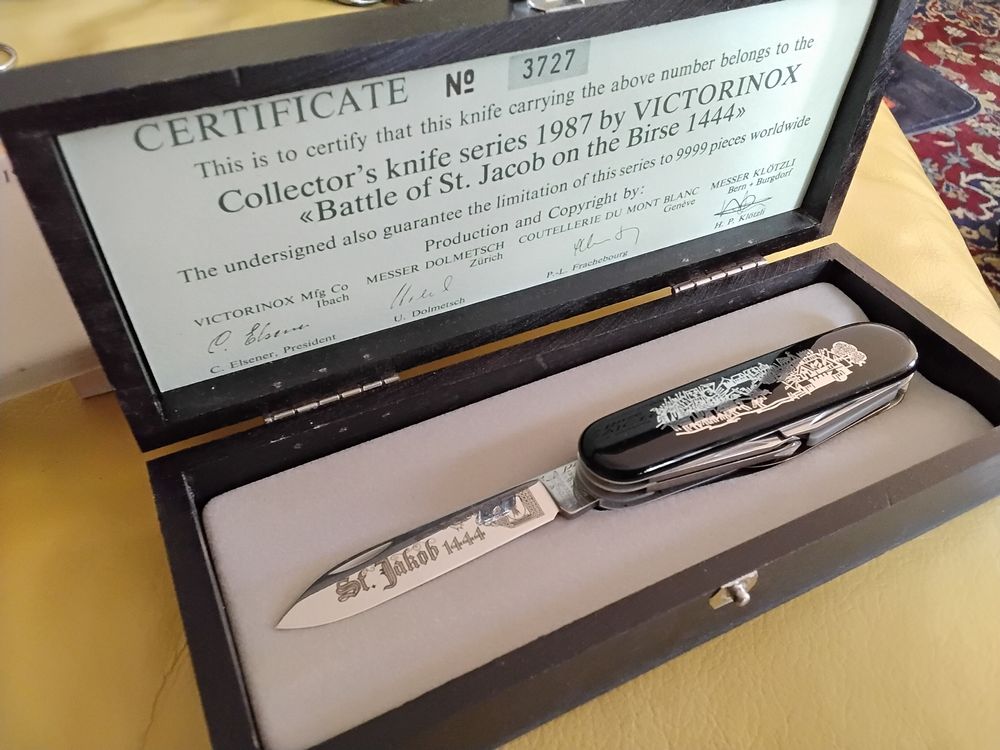 CERTIFICATE Nº 3727
This is to certify that this knife carrying the above number belongs to the
Collector's knife series 1987 by VICTORINOX
«Battle of St. Jacob on the Birse 1444»
The undersigned also guarantee the limitation of this series to 9999 pieces worldwide
Production and Copyright by:
VICTORINOX Mfg Co
Ibach
C. Elsener
C. Elsener, President
MESSER DOLMETSCH
Zürich
U. Dolmetsch
COUTELLERIE DU MONT BLANC
Genève
P.-L. Frachebourg
MESSER KLÖTZLI
Bern + Burgdorf
H. P. Klötzli
St. Jakob 1444